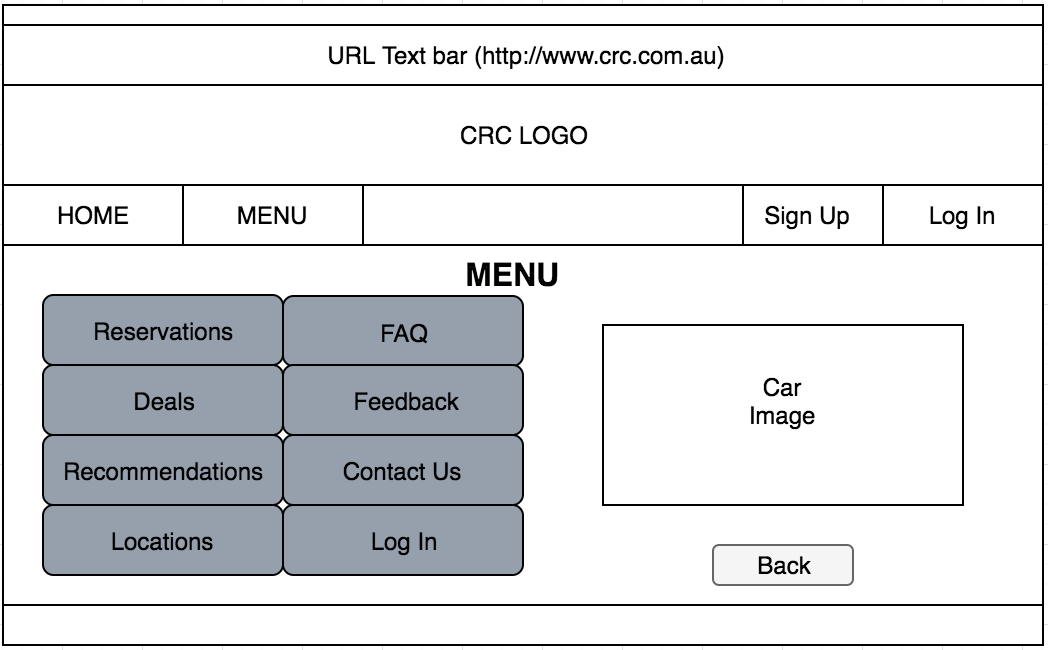 URL Text bar (http://www.crc.com.au)
CRC LOGO
HOME
MENU
Sign Up
Log In
MENU
Reservations
FAQ
Deals
Feedback
Recommendations
Contact Us
Locations
Log In
Car
Image
Back